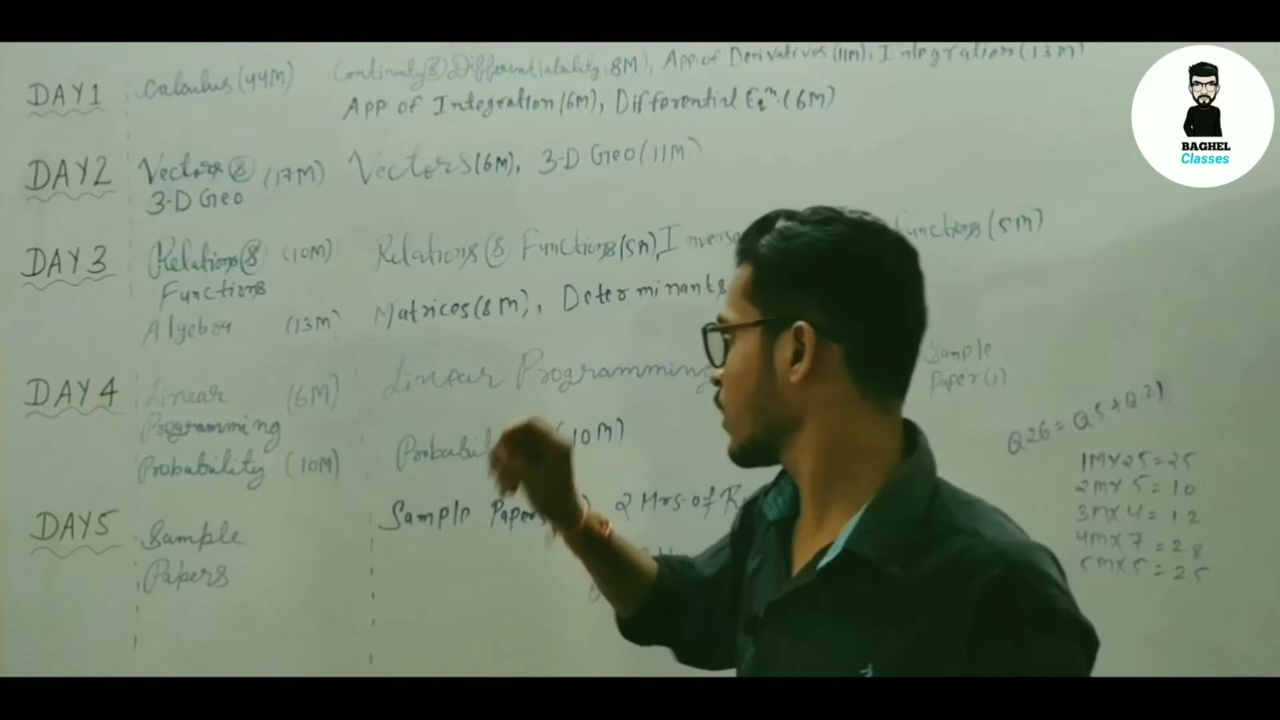 DAY1 Calculus (44M) Continuity & Differentiability (8M), App. of Derivatives (11M), Integration (13M)
App of Integration (6M), Differential Eqn. (6M)
DAY2 Vectors & (17M) Vectors (6M), 3-D Geo (11M)
3-D Geo
DAY3 Relations & (10M) Relations & Functions (5M), Functions (5M)
Functions
Algebra (13M) Matrices (8M), Determinants
DAY4 Linear (6M) Linear Programming Sample
Programming Paper (1)
Probability (10M) (10M)
DAY5 Sample Sample Papers 2 Hrs. of
Papers
Q26 = Q5 + Q.21
1M×25=25
2M×5=10
3M×4=12
4M×7=28
5M×5=25
BAGHEL
Classes